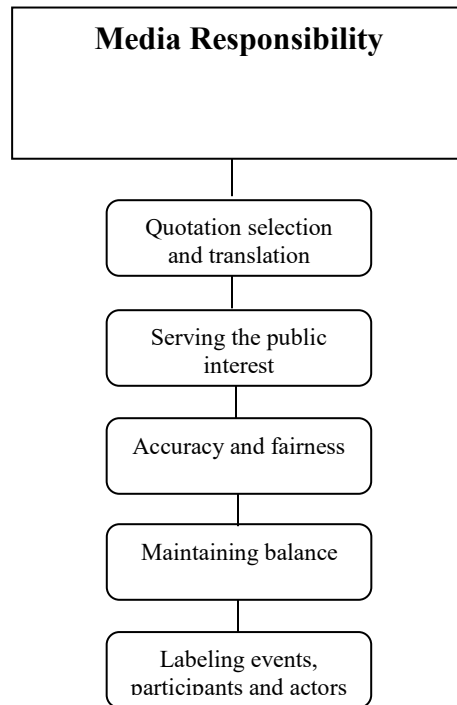 Media Responsibility
Quotation selection
and translation
Serving the public
interest
Accuracy and fairness
Maintaining balance
Labeling events,
participants and actors